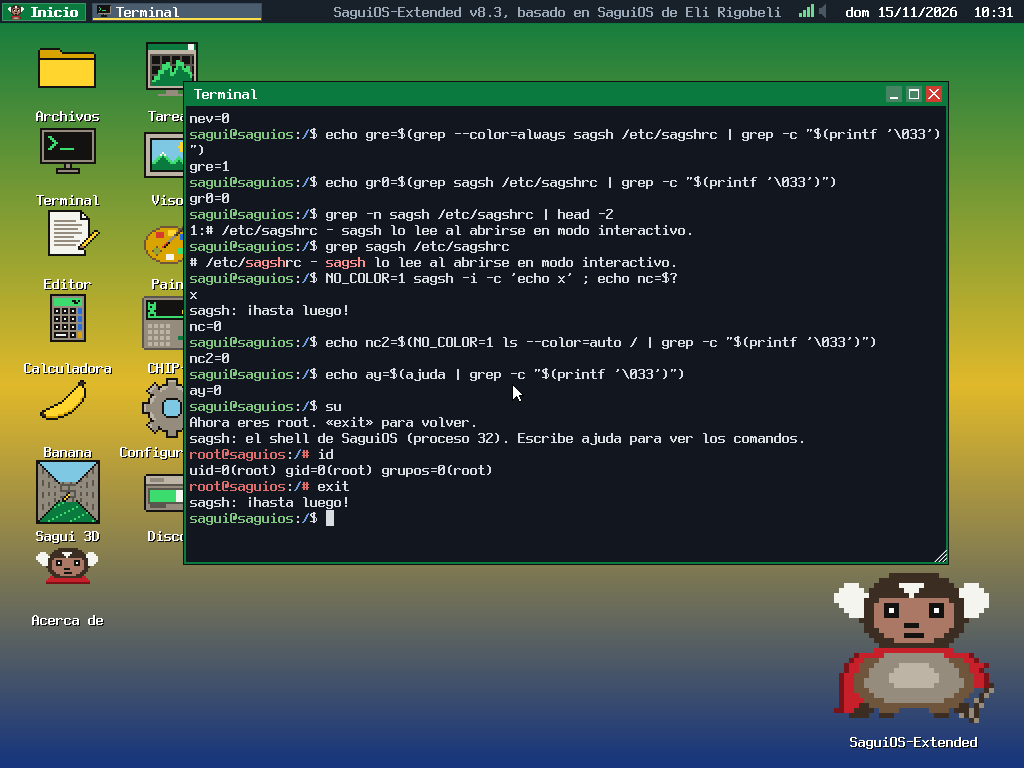 Inicio
Terminal
SaguiOS-Extended v8.3, basado en SaguiOS de Eli Rigobeli
dom 15/11/2026 10:31
Archivos
Tarea
Terminal
Viso
Editor
Pain
Calculadora
CHIP-
Banana
Configur
Sagui 3D
Disco
Acerca de
Terminal
nev=0
sagui@saguios:/$ echo gre=$(grep --color=always sagsh /etc/sagshrc | grep -c "$(printf '\033')
")
gre=1
sagui@saguios:/$ echo gr0=$(grep sagsh /etc/sagshrc | grep -c "$(printf '\033')")
gr0=0
sagui@saguios:/$ grep -n sagsh /etc/sagshrc | head -2
1:# /etc/sagshrc - sagsh lo lee al abrirse en modo interactivo.
sagui@saguios:/$ grep sagsh /etc/sagshrc
# /etc/sagshrc - sagsh lo lee al abrirse en modo interactivo.
sagui@saguios:/$ NO_COLOR=1 sagsh -i -c 'echo x' ; echo nc=$?
x
sagsh: ¡hasta luego!
nc=0
sagui@saguios:/$ echo nc2=$(NO_COLOR=1 ls --color=auto / | grep -c "$(printf '\033')")
nc2=0
sagui@saguios:/$ echo ay=$(ajuda | grep -c "$(printf '\033')")
ay=0
sagui@saguios:/$ su
Ahora eres root. «exit» para volver.
sagsh: el shell de SaguiOS (proceso 32). Escribe ajuda para ver los comandos.
root@saguios:/# id
uid=0(root) gid=0(root) grupos=0(root)
root@saguios:/# exit
sagsh: ¡hasta luego!
sagui@saguios:/$
SaguiOS-Extended